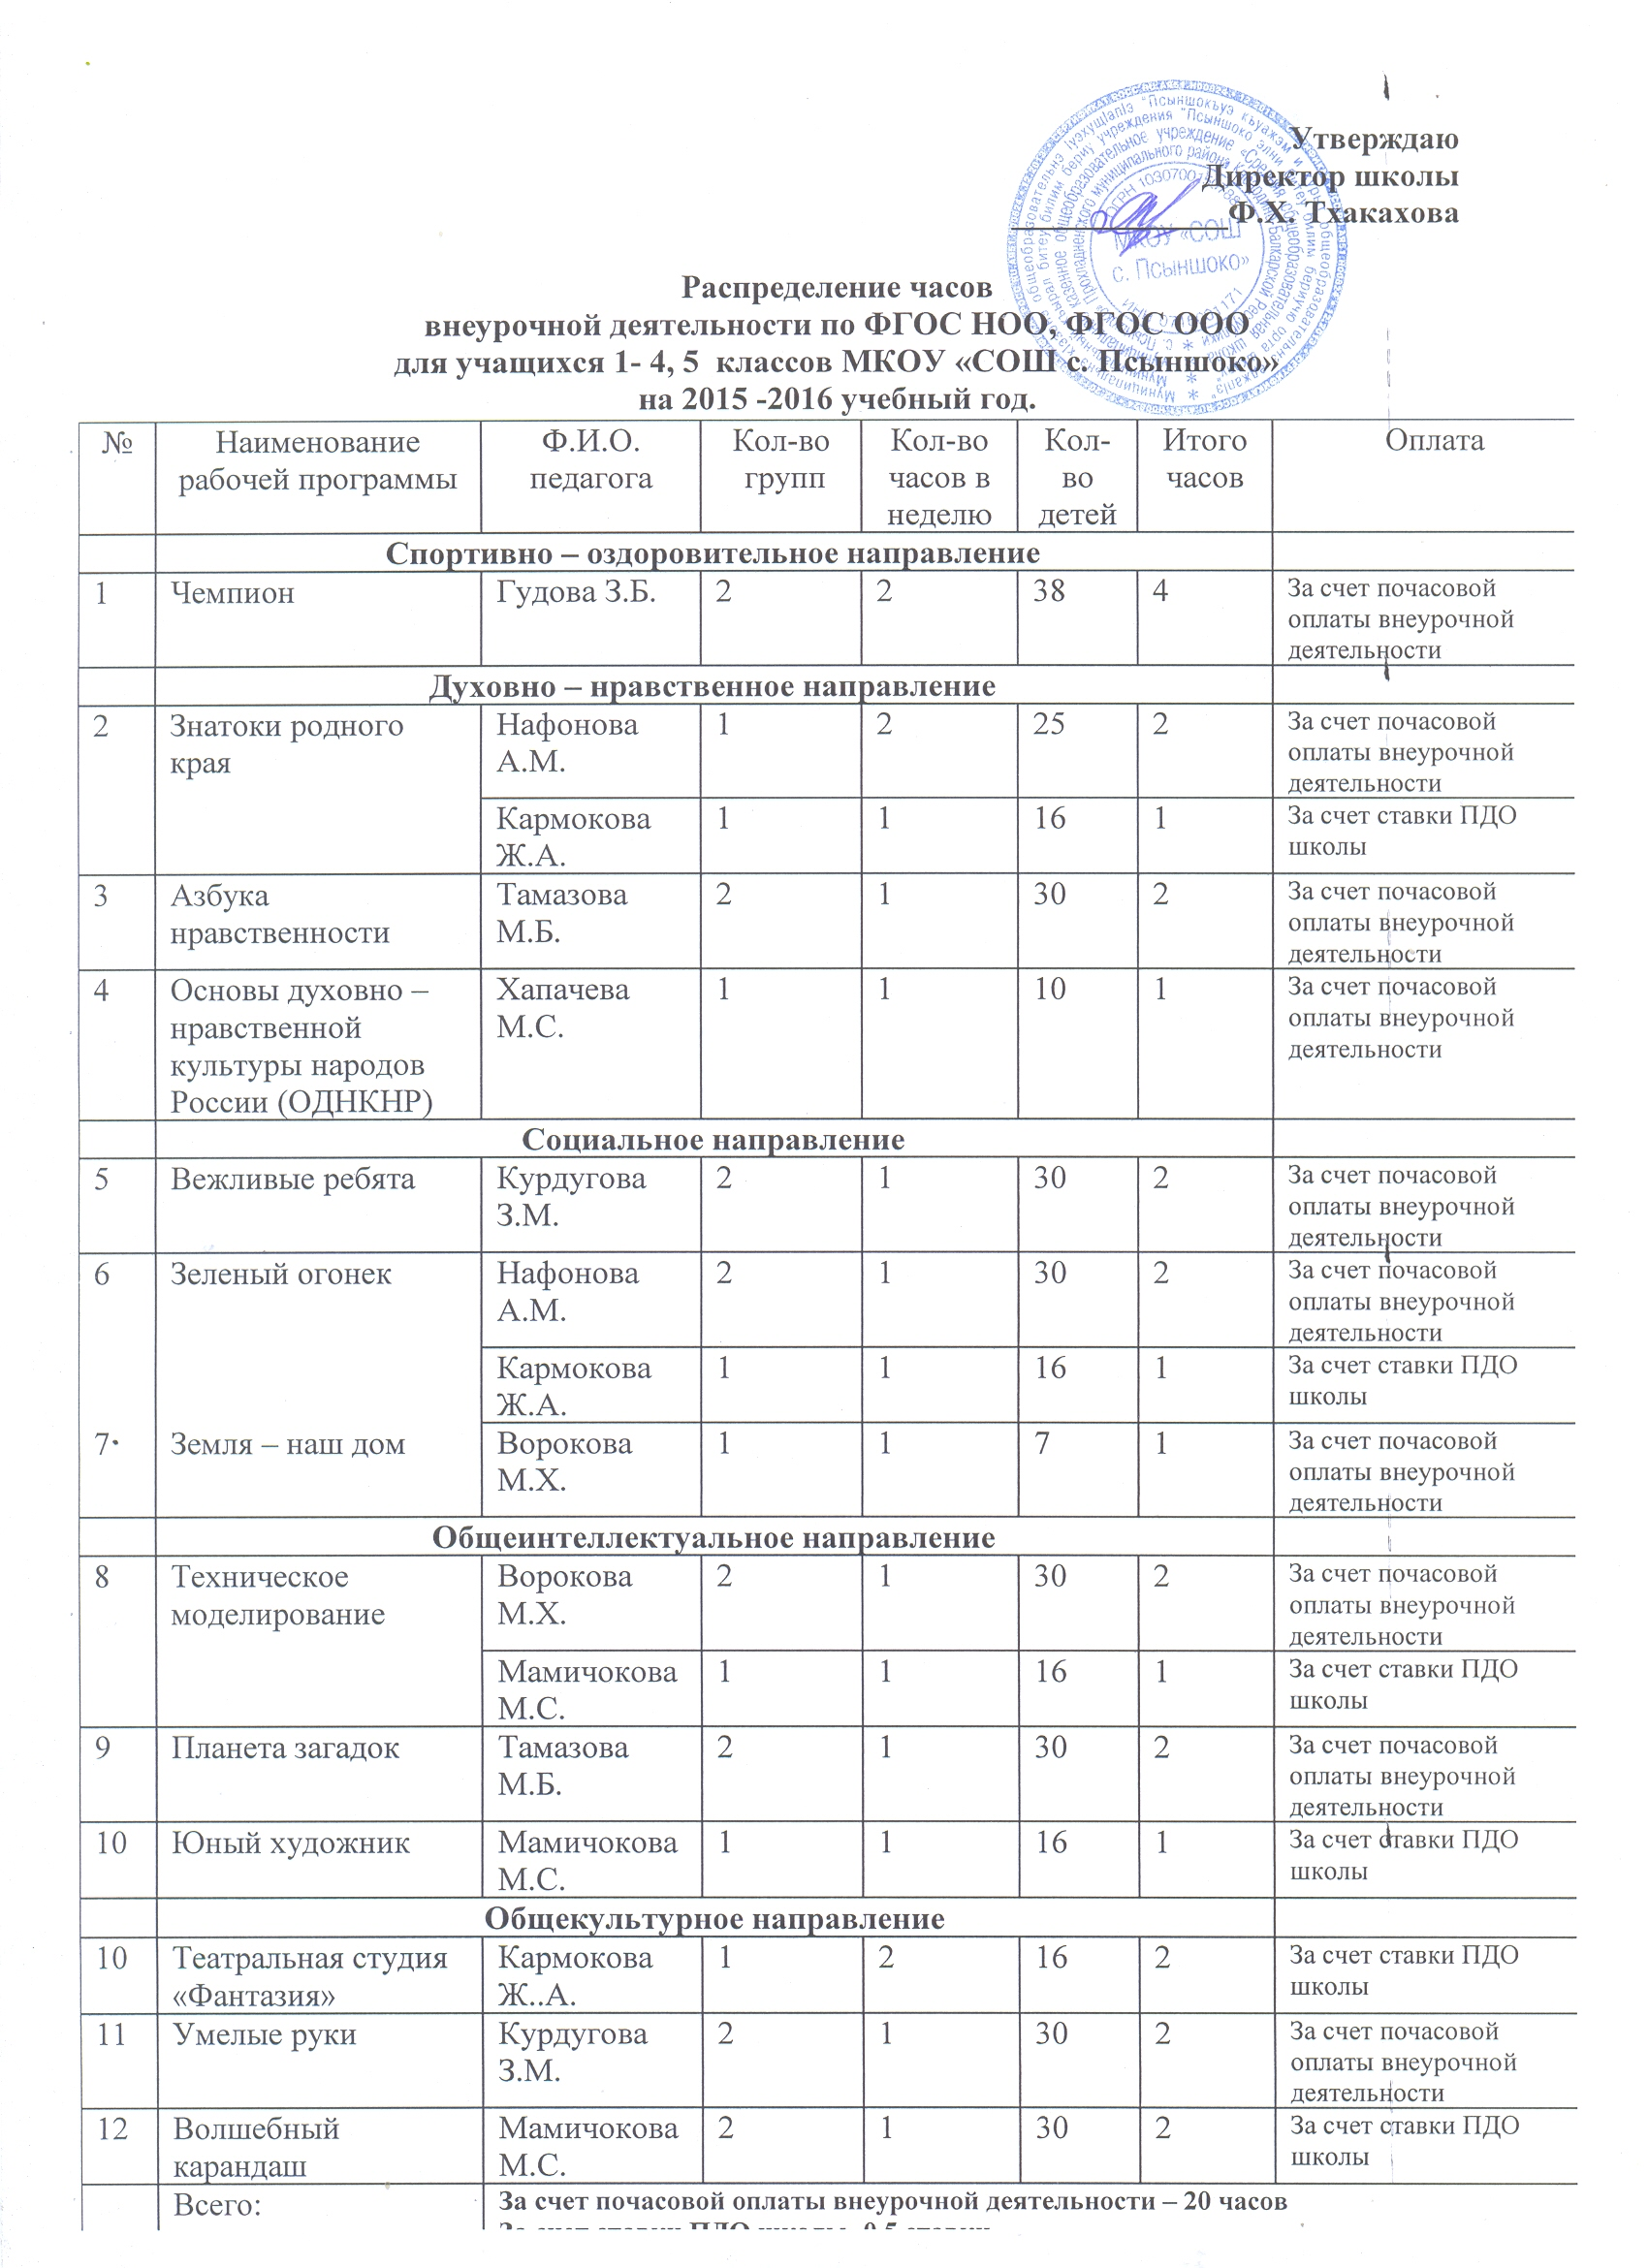 Утверждаю
Директор школы
Ф.Х. Тхакахова
МКОУ «СОШ
с. Псыншоко»
Распределение часов
внеурочной деятельности по ФГОС НОО, ФГОС ООО
для учащихся 1- 4, 5 классов МКОУ «СОШ с. Псыншоко»
на 2015 -2016 учебный год.
№ Наименование рабочей программы Ф.И.О. педагога Кол-во групп Кол-во часов в неделю Кол-во детей Итого часов Оплата
Спортивно – оздоровительное направление
1 Чемпион Гудова З.Б. 2 2 38 4 За счет почасовой оплаты внеурочной деятельности
Духовно – нравственное направление
2 Знатоки родного края Нафонова А.М. 1 2 25 2 За счет почасовой оплаты внеурочной деятельности
Кармокова Ж.А. 1 1 16 1 За счет ставки ПДО школы
3 Азбука нравственности Тамазова М.Б. 2 1 30 2 За счет почасовой оплаты внеурочной деятельности
4 Основы духовно – нравственной культуры народов России (ОДНКНР) Хапачева М.С. 1 1 10 1 За счет почасовой оплаты внеурочной деятельности
Социальное направление
5 Вежливые ребята Курдугова З.М. 2 1 30 2 За счет почасовой оплаты внеурочной деятельности
6 Зеленый огонек Нафонова А.М. 2 1 30 2 За счет почасовой оплаты внеурочной деятельности
Кармокова Ж.А. 1 1 16 1 За счет ставки ПДО школы
7 Земля – наш дом Ворокова М.Х. 1 1 7 1 За счет почасовой оплаты внеурочной деятельности
Общеинтеллектуальное направление
8 Техническое моделирование Ворокова М.Х. 2 1 30 2 За счет почасовой оплаты внеурочной деятельности
Мамичокова М.С. 1 1 16 1 За счет ставки ПДО школы
9 Планета загадок Тамазова М.Б. 2 1 30 2 За счет почасовой оплаты внеурочной деятельности
10 Юный художник Мамичокова М.С. 1 1 16 1 За счет ставки ПДО школы
Общекультурное направление
10 Театральная студия «Фантазия» Кармокова Ж..А. 1 2 16 2 За счет ставки ПДО школы
11 Умелые руки Курдугова З.М. 2 1 30 2 За счет почасовой оплаты внеурочной деятельности
12 Волшебный карандаш Мамичокова М.С. 2 1 30 2 За счет ставки ПДО школы
Всего: За счет почасовой оплаты внеурочной деятельности – 20 часов